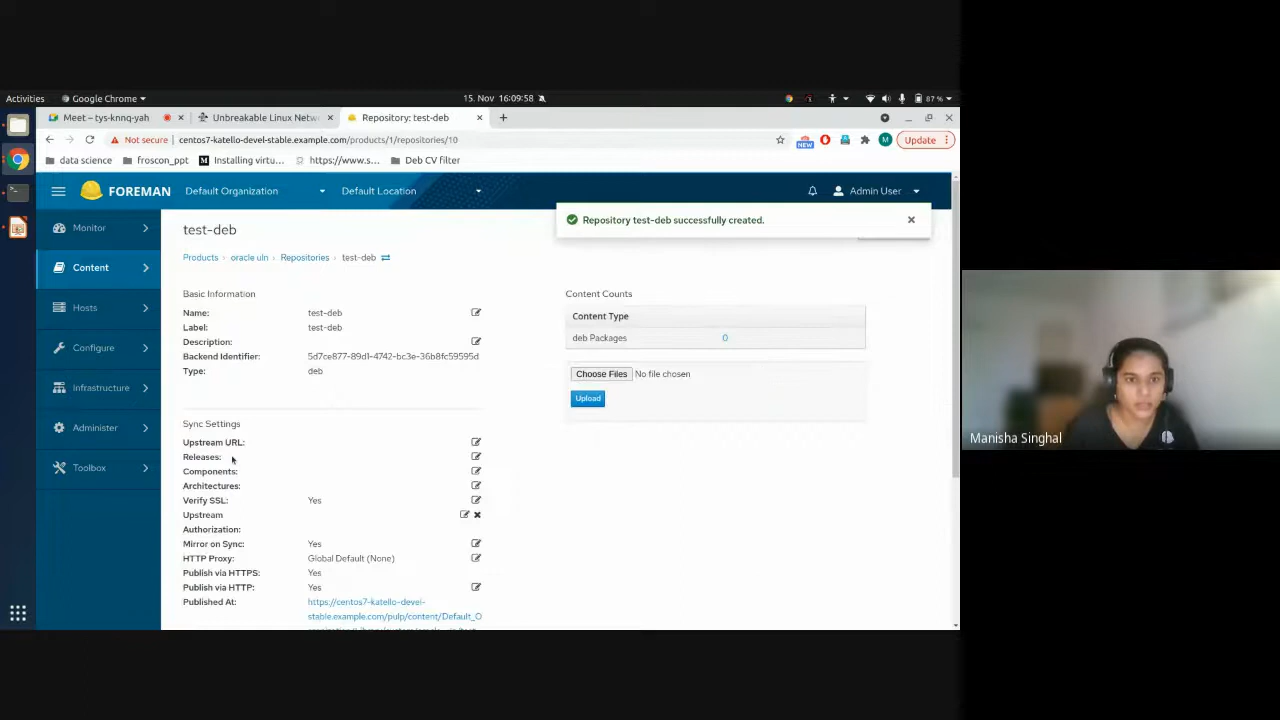 Activities
Google Chrome
15. Nov 16:09:58
87 %
Meet – tys-knnq-yah
Unbreakable Linux Netw
Repository: test-deb
Not secure
centos7-katello-devel-stable.example.com/products/1/repositories/10
NEW
M
Update
data science
froscon_ppt
Installing virtu...
https://www.s...
Deb CV filter
FOREMAN
Default Organization
Default Location
Admin User
Monitor
Content
Hosts
Configure
Infrastructure
Administer
Toolbox
Repository test-deb successfully created.
test-deb
Products
oracle uln
Repositories
test-deb
Basic Information
Name: test-deb
Label: test-deb
Description:
Backend Identifier: 5d7ce877-89d1-4742-bc3e-36b8fc59595d
Type: deb
Content Counts
Content Type
deb Packages 0
Choose Files No file chosen
Upload
Sync Settings
Upstream URL:
Releases:
Components:
Architectures:
Verify SSL: Yes
Upstream
Authorization:
Mirror on Sync: Yes
HTTP Proxy: Global Default (None)
Publish via HTTPS: Yes
Publish via HTTP: Yes
Published At: https://centos7-katello-devel-
stable.example.com/pulp/content/Default_O
Manisha Singhal